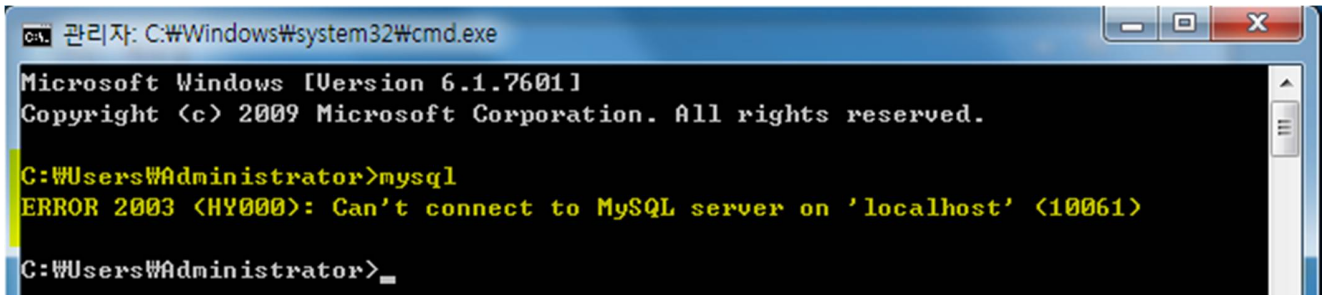 관리자: C:₩Windows₩system32₩cmd.exe
Microsoft Windows [Version 6.1.7601]
Copyright (c) 2009 Microsoft Corporation. All rights reserved.
C:₩Users₩Administrator>mysql
ERROR 2003 (HY000): Can't connect to MySQL server on 'localhost' (10061)
C:₩Users₩Administrator>_